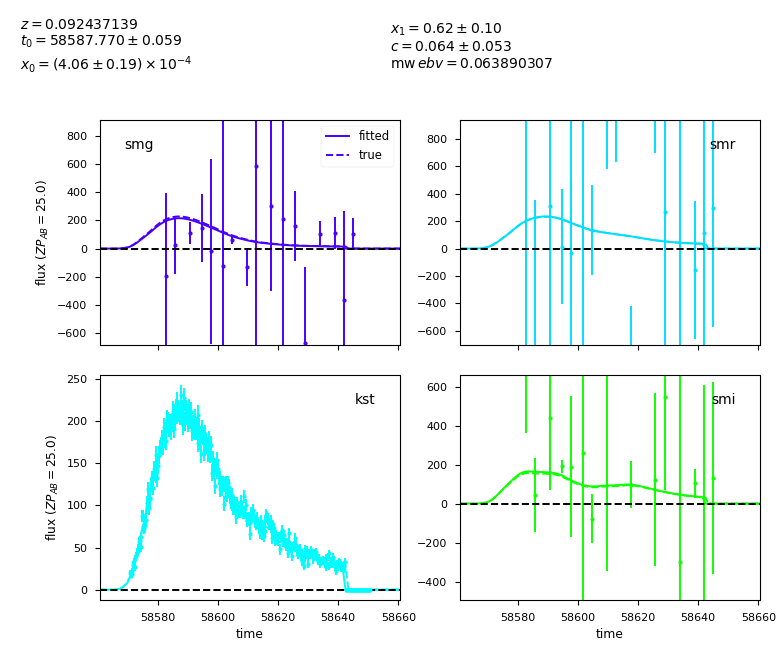 z = 0.092437139
t₀ = 58587.770 ± 0.059
x₀ = (4.06 ± 0.19) × 10⁻⁴
x₁ = 0.62 ± 0.10
c = 0.064 ± 0.053
mw ebv = 0.063890307
smg
fitted
true
flux (ZP_AB = 25.0)
800
600
400
200
0
−200
−400
−600
smr
800
600
400
200
0
−200
−400
−600
kst
flux (ZP_AB = 25.0)
250
200
150
100
50
0
58580 58600 58620 58640 58660
time
smi
600
400
200
0
−200
−400
58580 58600 58620 58640 58660
time